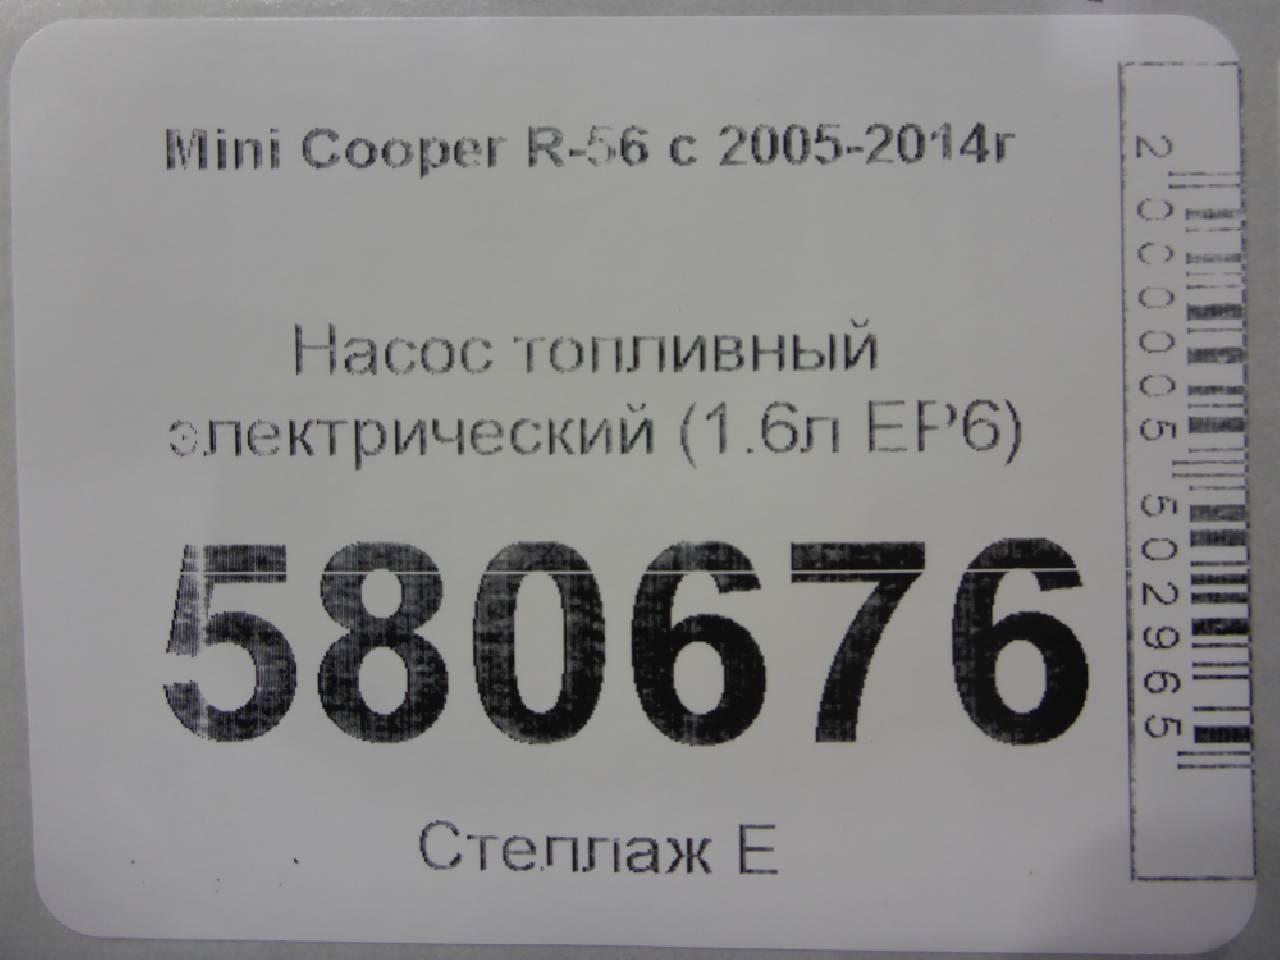 Mini Cooper R-56 с 2005-2014г
Насос топливный
электрический (1.6л EP6)
580676
Стеллаж Е
2000005502965